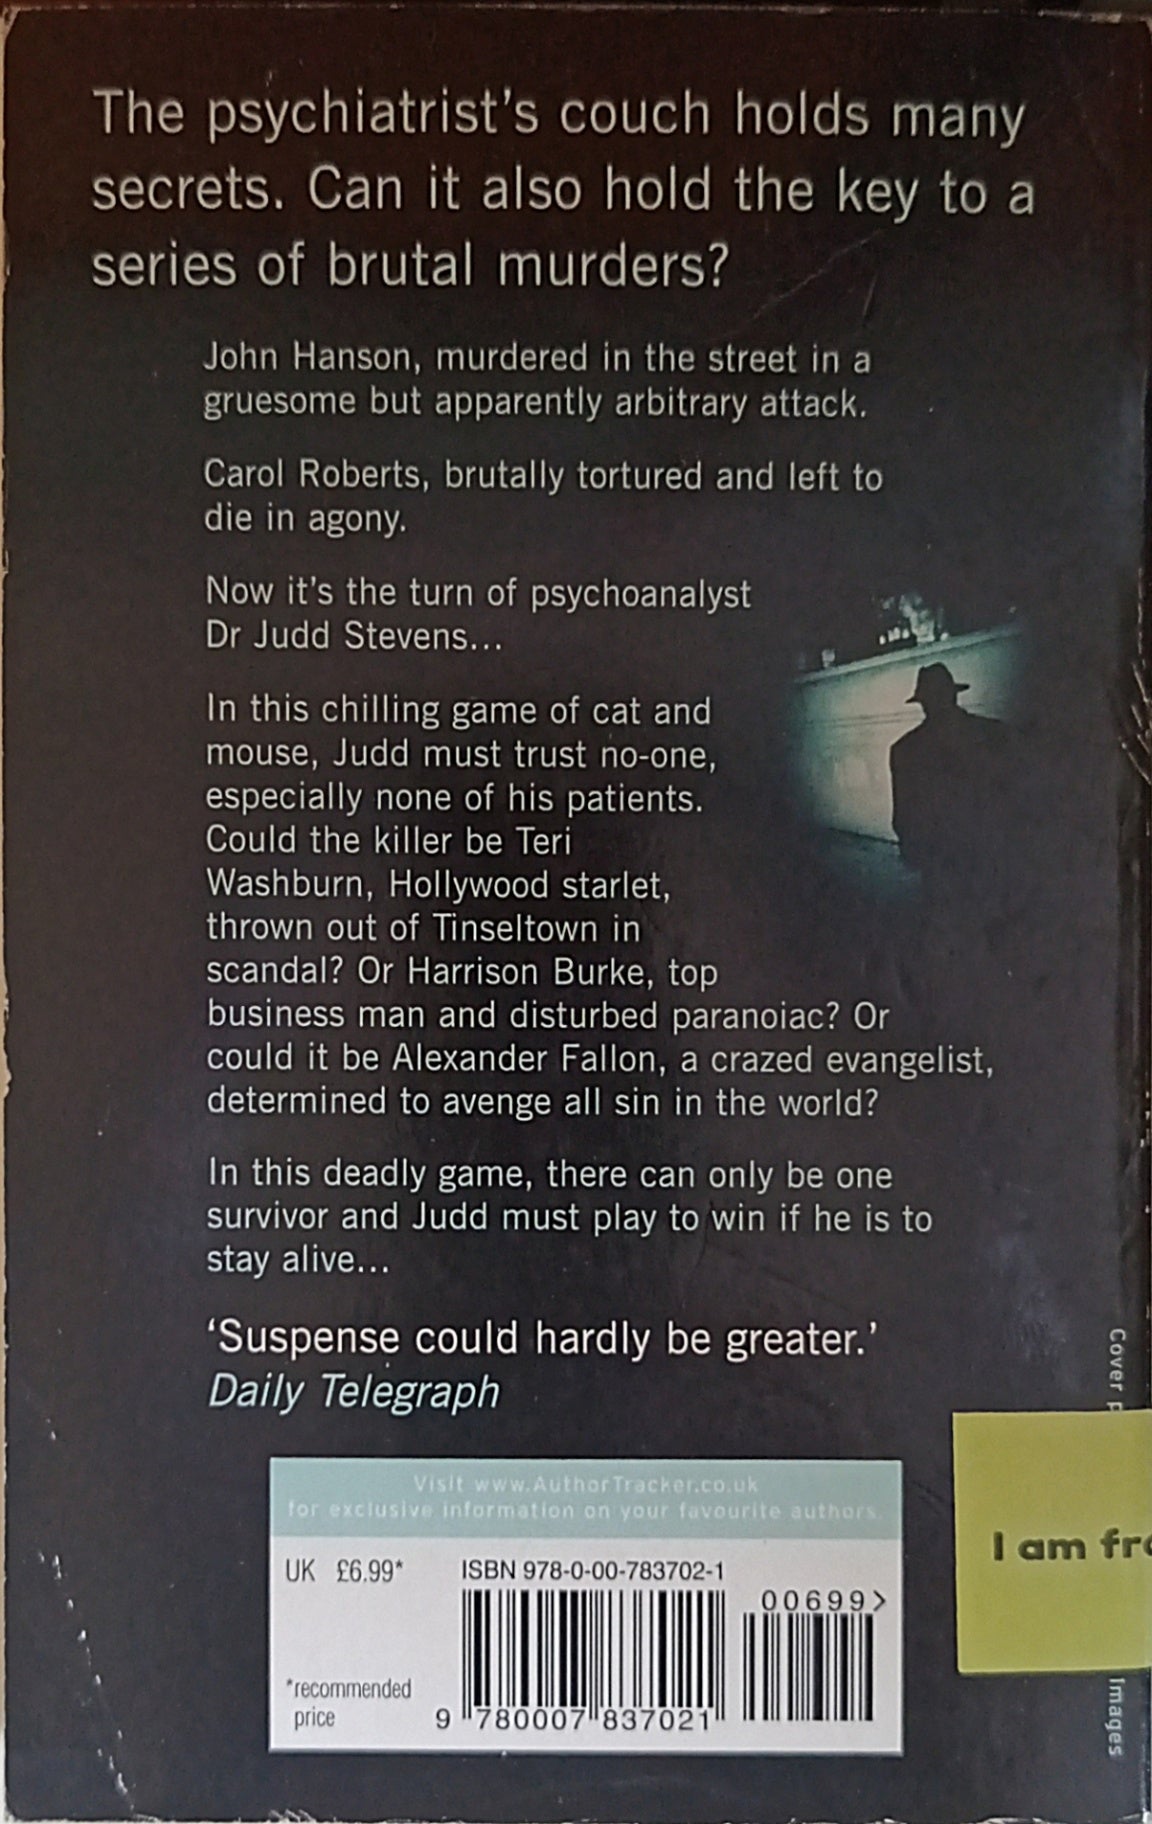 The psychiatrist's couch holds many
secrets. Can it also hold the key to a
series of brutal murders?
John Hanson, murdered in the street in a
gruesome but apparently arbitrary attack.
Carol Roberts, brutally tortured and left to
die in agony.
Now it's the turn of psychoanalyst
Dr Judd Stevens...
In this chilling game of cat and
mouse, Judd must trust no-one,
especially none of his patients.
Could the killer be Teri
Washburn, Hollywood starlet,
thrown out of Tinseltown in
scandal? Or Harrison Burke, top
business man and disturbed paranoiac? Or
could it be Alexander Fallon, a crazed evangelist,
determined to avenge all sin in the world?
In this deadly game, there can only be one
survivor and Judd must play to win if he is to
stay alive...
'Suspense could hardly be greater.'
Daily Telegraph
Visit www.AuthorTracker.co.uk
for exclusive information on your favourite authors.
UK £6.99*
ISBN 978-0-00-783702-1
00699>
*recommended
price
9 780007 837021
Cover
Images
I am